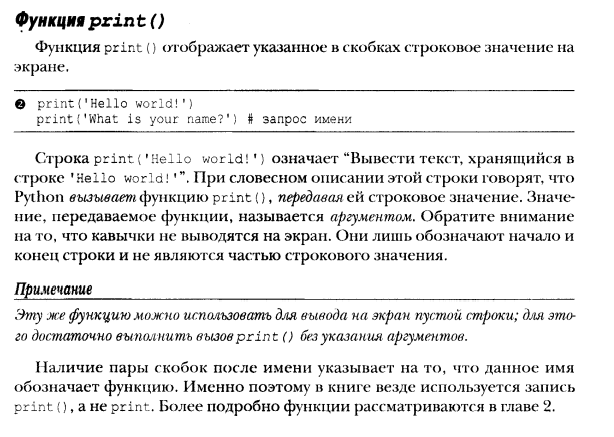 Функция print()
Функция print() отображает указанное в скобках строковое значение на
экране.
❷ print('Hello world!')
print('What is your name?') # запрос имени
Строка print('Hello world!') означает “Вывести текст, хранящийся в
строке 'Hello world!'”. При словесном описании этой строки говорят, что
Python вызывает функцию print(), передавая ей строковое значение. Значе-
ние, передаваемое функции, называется аргументом. Обратите внимание
на то, что кавычки не выводятся на экран. Они лишь обозначают начало и
конец строки и не являются частью строкового значения.
Примечание
Эту же функцию можно использовать для вывода на экран пустой строки; для это-
го достаточно выполнить вызов print() без указания аргументов.
Наличие пары скобок после имени указывает на то, что данное имя
обозначает функцию. Именно поэтому в книге везде используется запись
print(), а не print. Более подробно функции рассматриваются в главе 2.